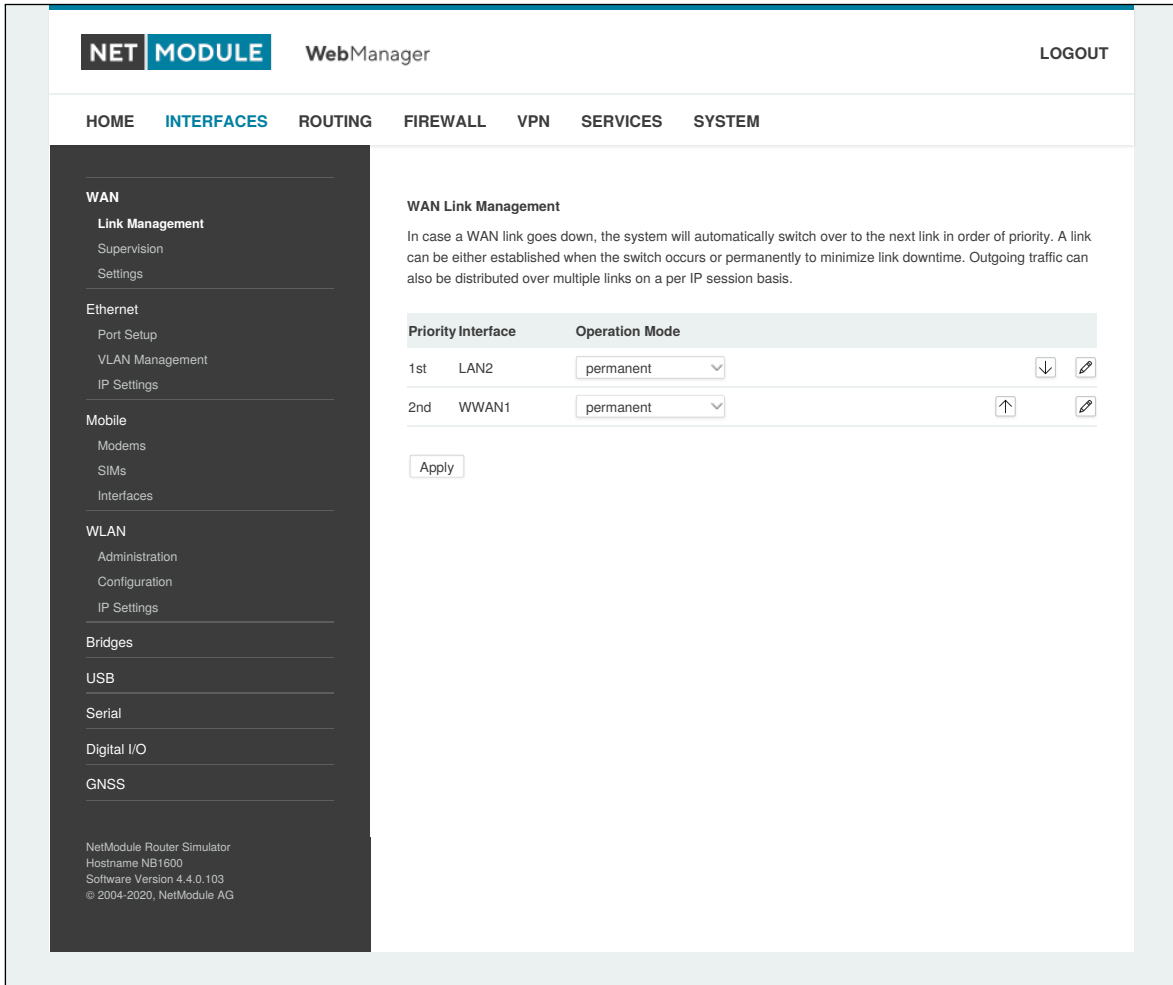 NET MODULE WebManager LOGOUT
HOME INTERFACES ROUTING FIREWALL VPN SERVICES SYSTEM
WAN
Link Management
Supervision
Settings
Ethernet
Port Setup
VLAN Management
IP Settings
Mobile
Modems
SIMs
Interfaces
WLAN
Administration
Configuration
IP Settings
Bridges
USB
Serial
Digital I/O
GNSS
NetModule Router Simulator
Hostname NB1600
Software Version 4.4.0.103
© 2004-2020, NetModule AG
WAN Link Management
In case a WAN link goes down, the system will automatically switch over to the next link in order of priority. A link
can be either established when the switch occurs or permanently to minimize link downtime. Outgoing traffic can
also be distributed over multiple links on a per IP session basis.
Priority Interface Operation Mode
1st LAN2 permanent
2nd WWAN1 permanent
Apply